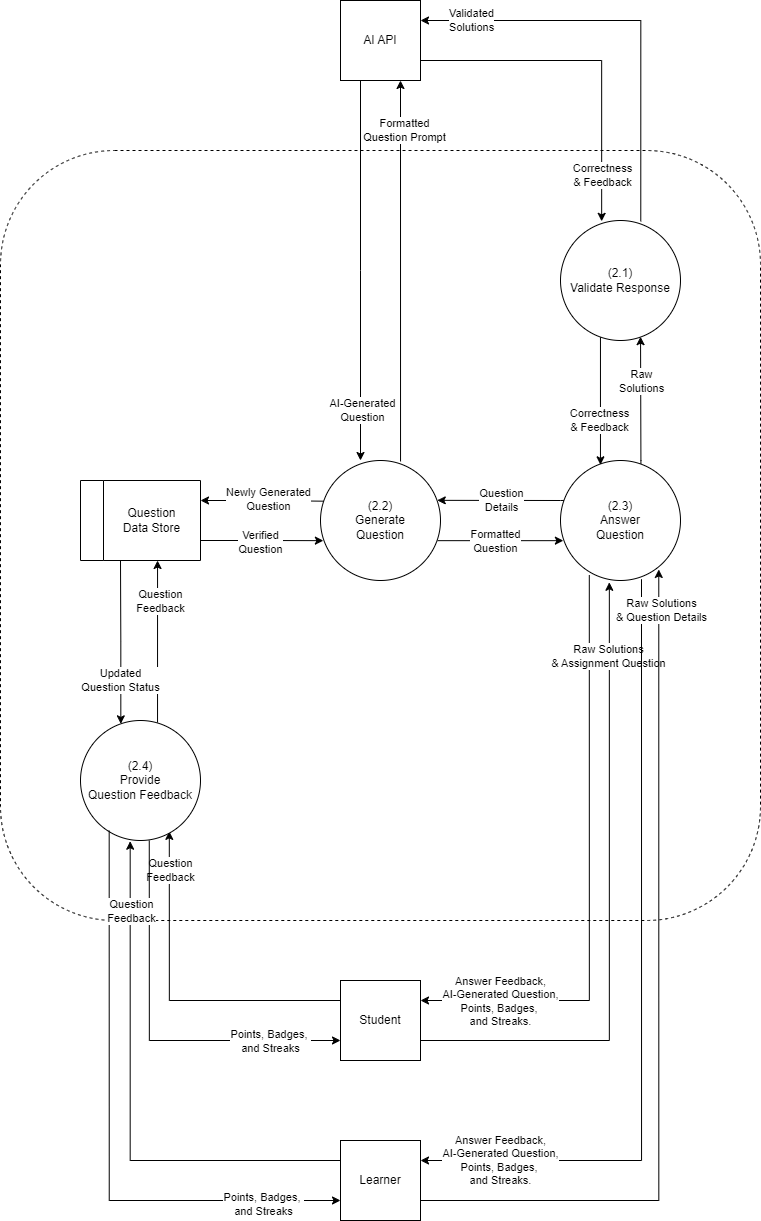 Validated
Solutions
AI API
Formatted
Question Prompt
Correctness
& Feedback
(2.1)
Validate Response
Raw
Solutions
AI-Generated
Question
Correctness
& Feedback
Newly Generated
Question
Question
Details
(2.2)
Generate
Question
(2.3)
Answer
Question
Question
Data Store
Verified
Question
Formatted
Question
Question
Feedback
Raw Solutions
& Question Details
Raw Solutions
& Assignment Question
Updated
Question Status
(2.4)
Provide
Question Feedback
Question
Feedback
Question
Feedback
Answer Feedback,
AI-Generated Question,
Points, Badges,
and Streaks.
Student
Points, Badges,
and Streaks
Answer Feedback,
AI-Generated Question,
Points, Badges,
and Streaks.
Learner
Points, Badges,
and Streaks